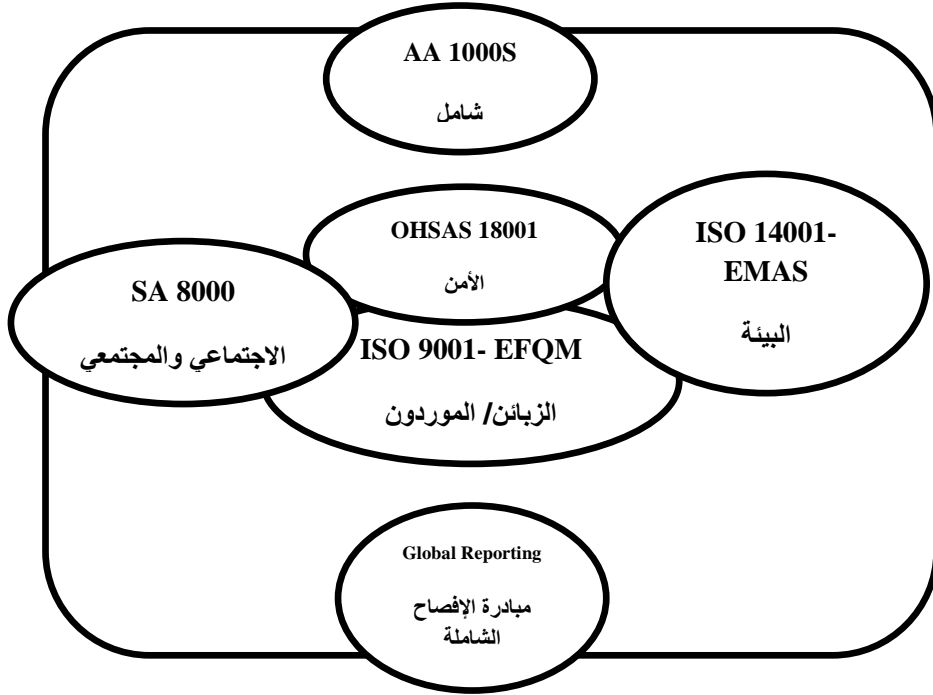 AA 1000S
شامل
OHSAS 18001
الأمن
ISO 14001-
EMAS
البيئة
SA 8000
الاجتماعي والمجتمعي
ISO 9001- EFQM
الزبائن/ الموردون
Global Reporting
مبادرة الإفصاح
الشاملة